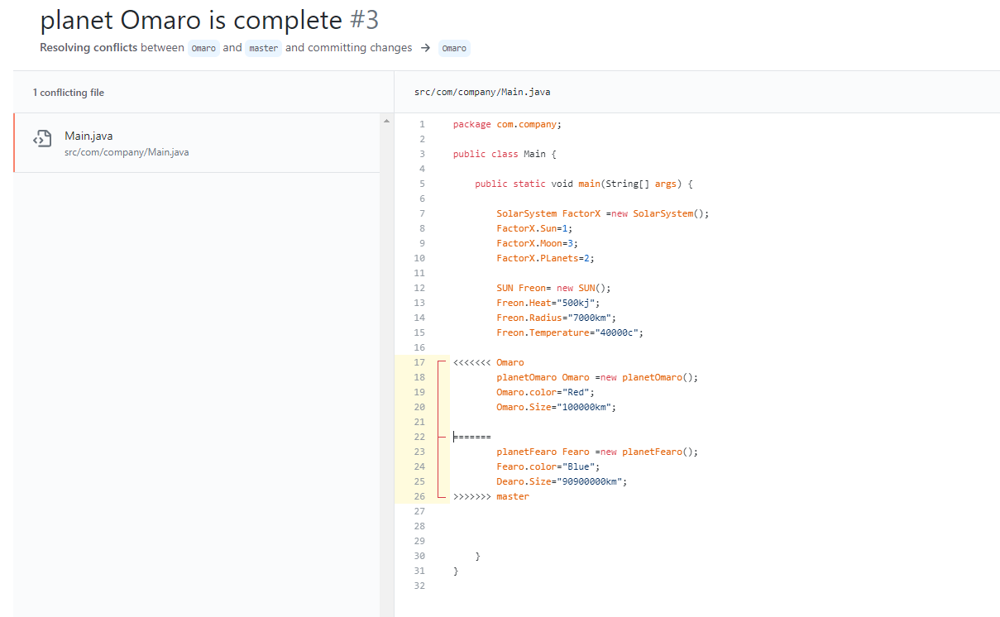 planet Omaro is complete #3
Resolving conflicts between Omaro and master and committing changes → Omaro
1 conflicting file
Main.java
src/com/company/Main.java
src/com/company/Main.java
1 package com.company;
2
3 public class Main {
4
5     public static void main(String[] args) {
6
7         SolarSystem FactorX =new SolarSystem();
8         FactorX.Sun=1;
9         FactorX.Moon=3;
10         FactorX.PLanets=2;
11
12         SUN Freon= new SUN();
13         Freon.Heat="500kj";
14         Freon.Radius="7000km";
15         Freon.Temperature="40000c";
16
17 <<<<<<< Omaro
18         planetOmaro Omaro =new planetOmaro();
19         Omaro.color="Red";
20         Omaro.Size="100000km";
21
22 =======
23         planetFearo Fearo =new planetFearo();
24         Fearo.color="Blue";
25         Dearo.Size="90900000km";
26 >>>>>>> master
27
28
29
30     }
31 }
32